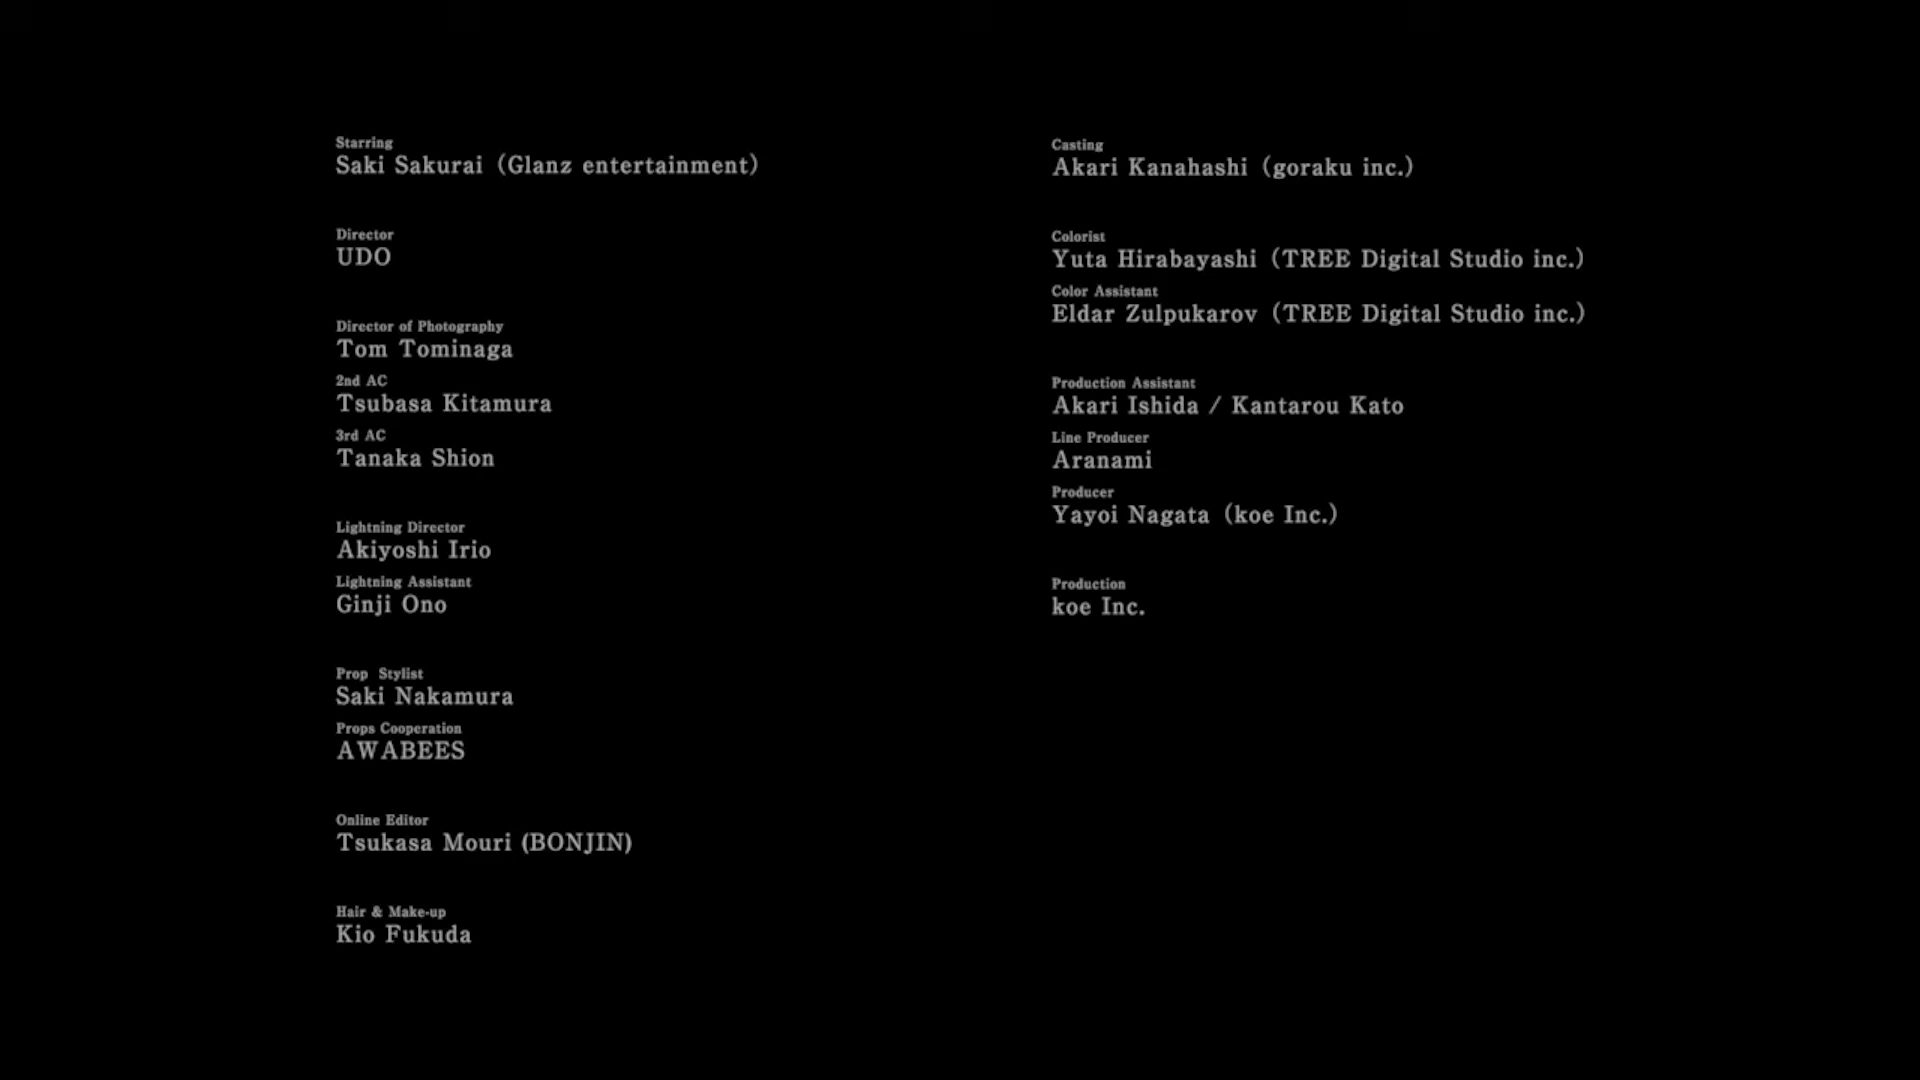 Starring
Saki Sakurai（Glanz entertainment）
Director
UDO
Director of Photography
Tom Tominaga
2nd AC
Tsubasa Kitamura
3rd AC
Tanaka Shion
Lightning Director
Akiyoshi Irio
Lightning Assistant
Ginji Ono
Prop  Stylist
Saki Nakamura
Props Cooperation
AWABEES
Online Editor
Tsukasa Mouri (BONJIN)
Hair & Make-up
Kio Fukuda
Casting
Akari Kanahashi（goraku inc.）
Colorist
Yuta Hirabayashi（TREE Digital Studio inc.）
Color Assistant
Eldar Zulpukarov（TREE Digital Studio inc.）
Production Assistant
Akari Ishida / Kantarou Kato
Line Producer
Aranami
Producer
Yayoi Nagata（koe Inc.）
Production
koe Inc.